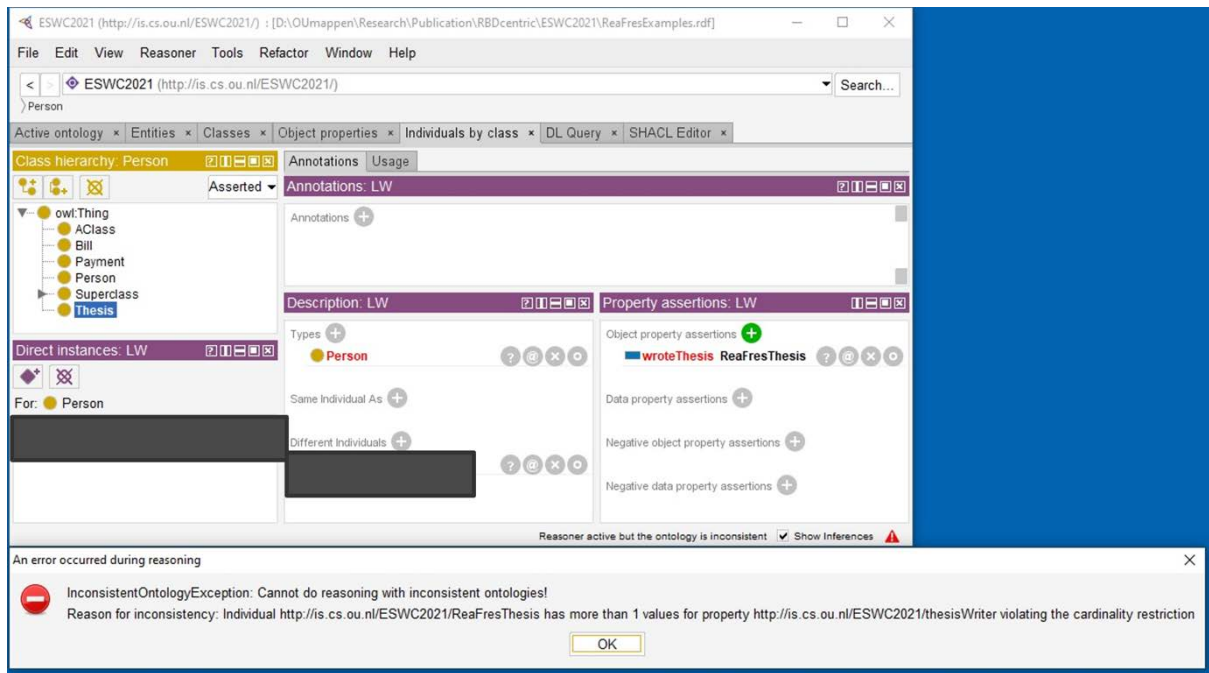 ESWC2021 (http://is.cs.ou.nl/ESWC2021/) : [D:\OUmappen\Research\Publication\RBDcentric\ESWC2021\ReaFresExamples.rdf]
File Edit View Reasoner Tools Refactor Window Help
< > ESWC2021 (http://is.cs.ou.nl/ESWC2021/) Search...
Person
Active ontology × Entities × Classes × Object properties × Individuals by class × DL Query × SHACL Editor ×
Class hierarchy: Person
Asserted
owl:Thing
AClass
Bill
Payment
Person
Superclass
Thesis
Direct instances: LW
For: Person
Annotations Usage
Annotations: LW
Annotations
Description: LW
Types
Person
Same Individual As
Different Individuals
Property assertions: LW
Object property assertions
wroteThesis ReaFresThesis
Data property assertions
Negative object property assertions
Negative data property assertions
Reasoner active but the ontology is inconsistent Show Inferences
An error occurred during reasoning
InconsistentOntologyException: Cannot do reasoning with inconsistent ontologies!
Reason for inconsistency: Individual http://is.cs.ou.nl/ESWC2021/ReaFresThesis has more than 1 values for property http://is.cs.ou.nl/ESWC2021/thesisWriter violating the cardinality restriction
OK